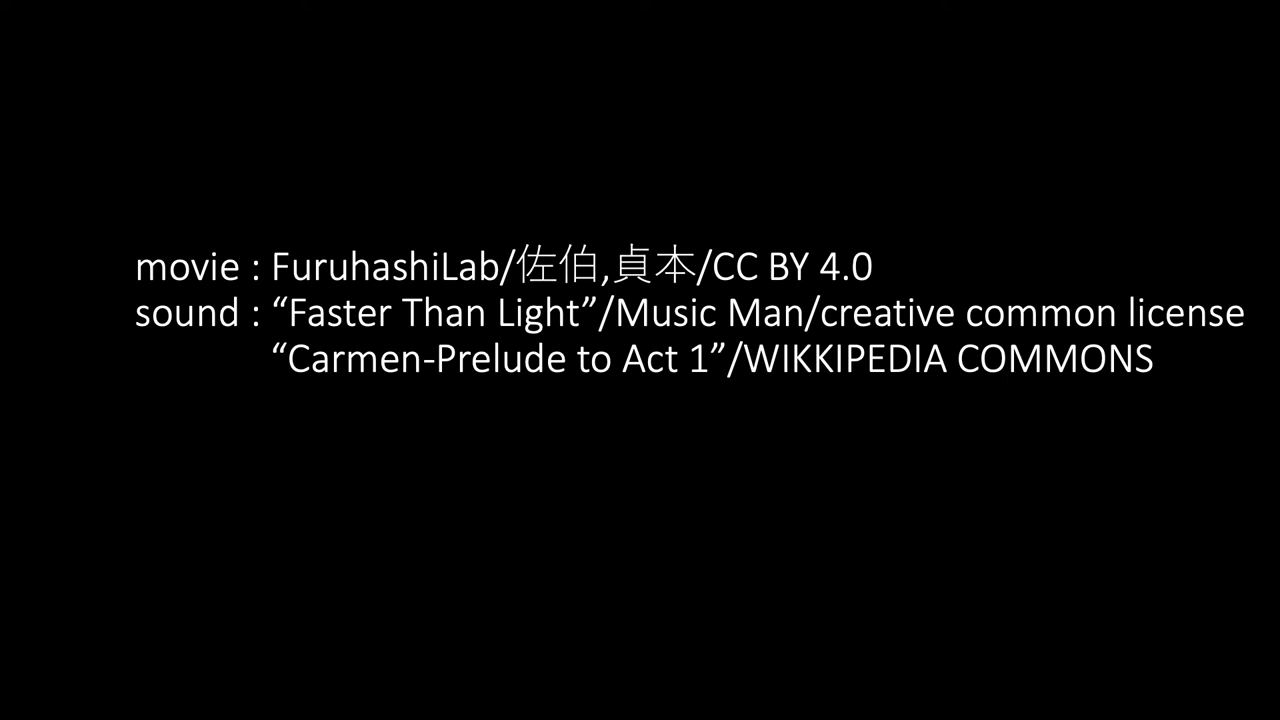 movie : FuruhashiLab/佐伯,貞本/CC BY 4.0
sound : “Faster Than Light”/Music Man/creative common license
“Carmen-Prelude to Act 1”/WIKKIPEDIA COMMONS